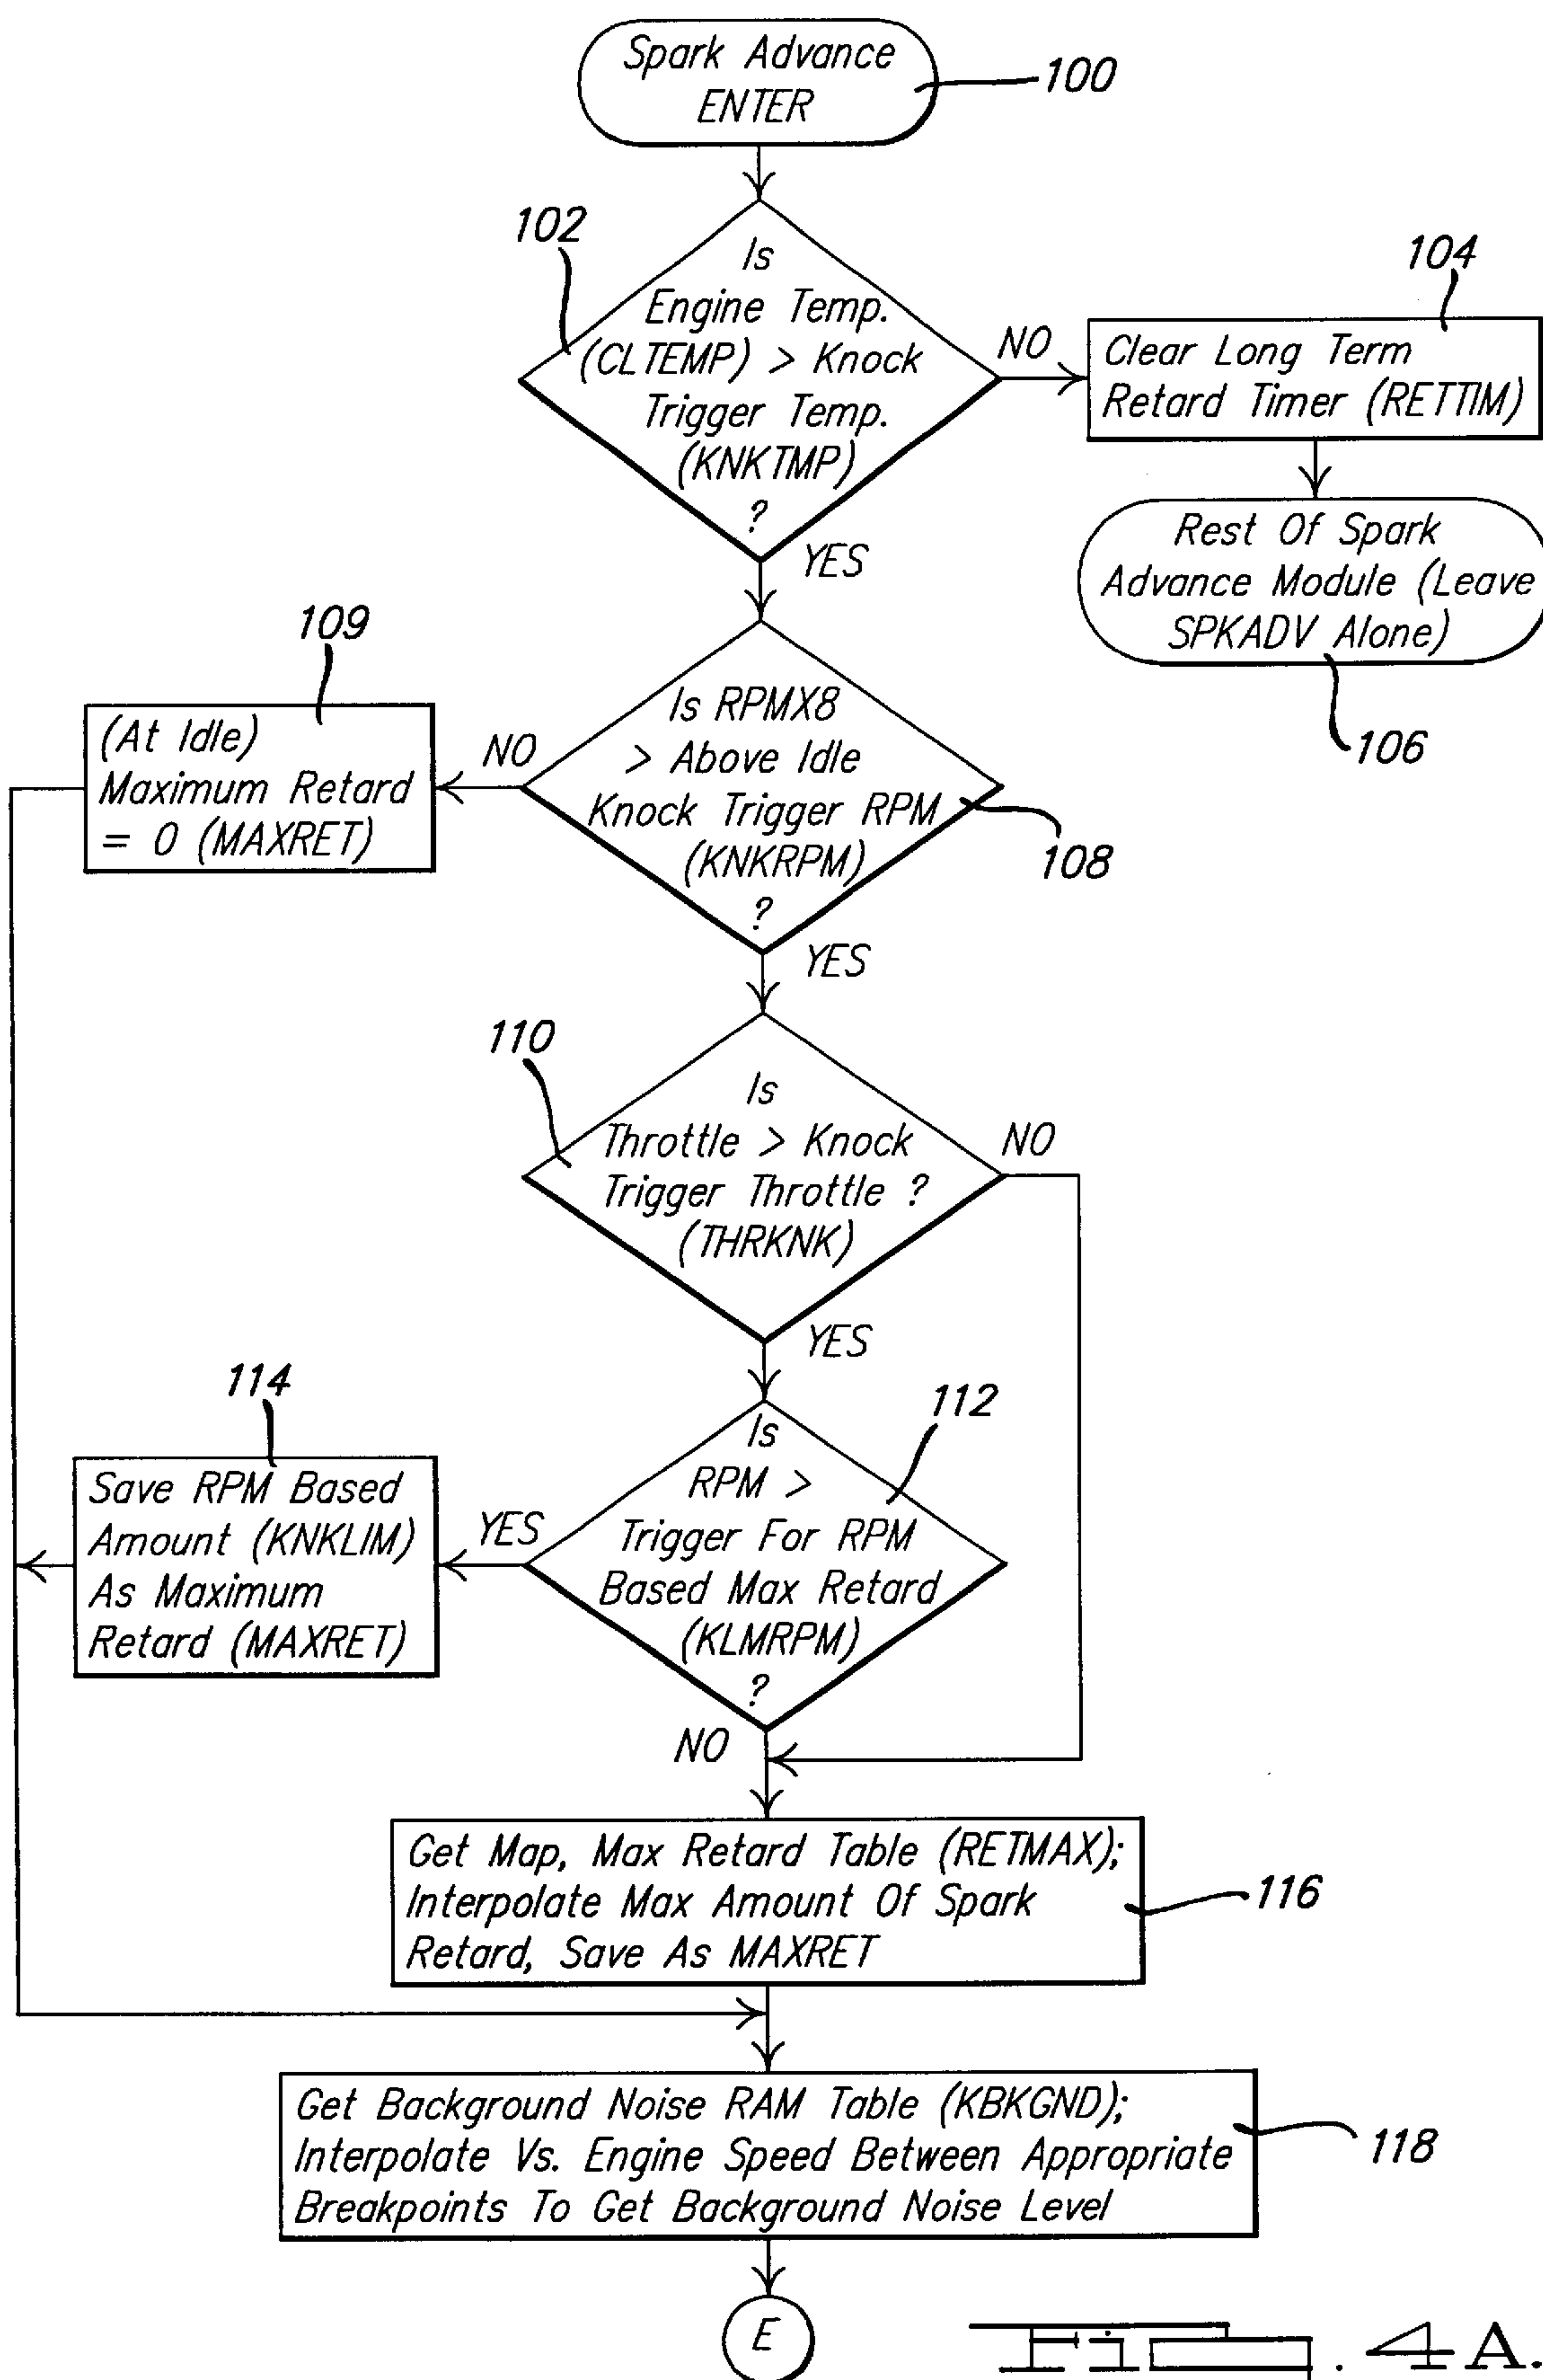 Spark Advance
ENTER
100
102
Is
Engine Temp.
(CLTEMP) > Knock
Trigger Temp.
(KNKTMP)
?
NO
YES
104
Clear Long Term
Retard Timer (RETTIM)
Rest Of Spark
Advance Module (Leave
SPKADV Alone)
106
109
(At Idle)
Maximum Retard
= 0 (MAXRET)
NO
Is RPMX8
> Above Idle
Knock Trigger RPM
(KNKRPM)
?
108
YES
110
Is
Throttle > Knock
Trigger Throttle ?
(THRKNK)
NO
YES
114
Save RPM Based
Amount (KNKLIM)
As Maximum
Retard (MAXRET)
YES
112
Is
RPM >
Trigger For RPM
Based Max Retard
(KLMRPM)
?
NO
Get Map, Max Retard Table (RETMAX);
Interpolate Max Amount Of Spark
Retard, Save As MAXRET
116
Get Background Noise RAM Table (KBKGND);
Interpolate Vs. Engine Speed Between Appropriate
Breakpoints To Get Background Noise Level
118
E
Fig. 4A.